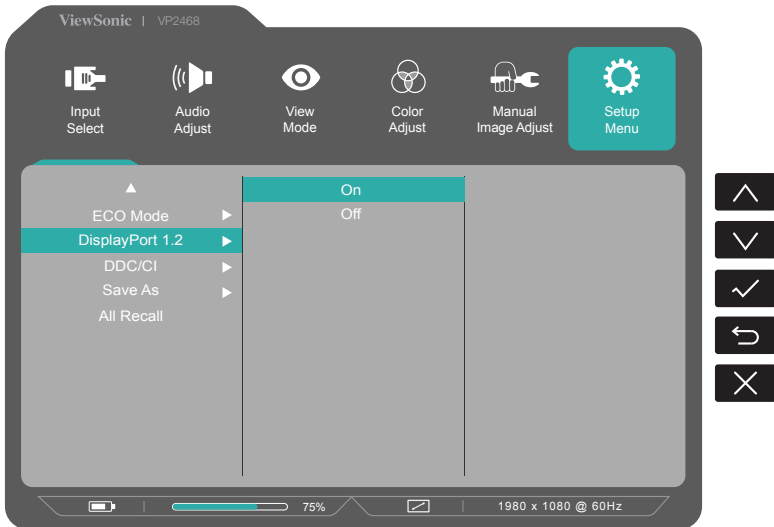 ViewSonic | VP2468
Input Select
Audio Adjust
View Mode
Color Adjust
Manual Image Adjust
Setup Menu
ECO Mode
DisplayPort 1.2
DDC/CI
Save As
All Recall
On
Off
75%
1980 x 1080 @ 60Hz